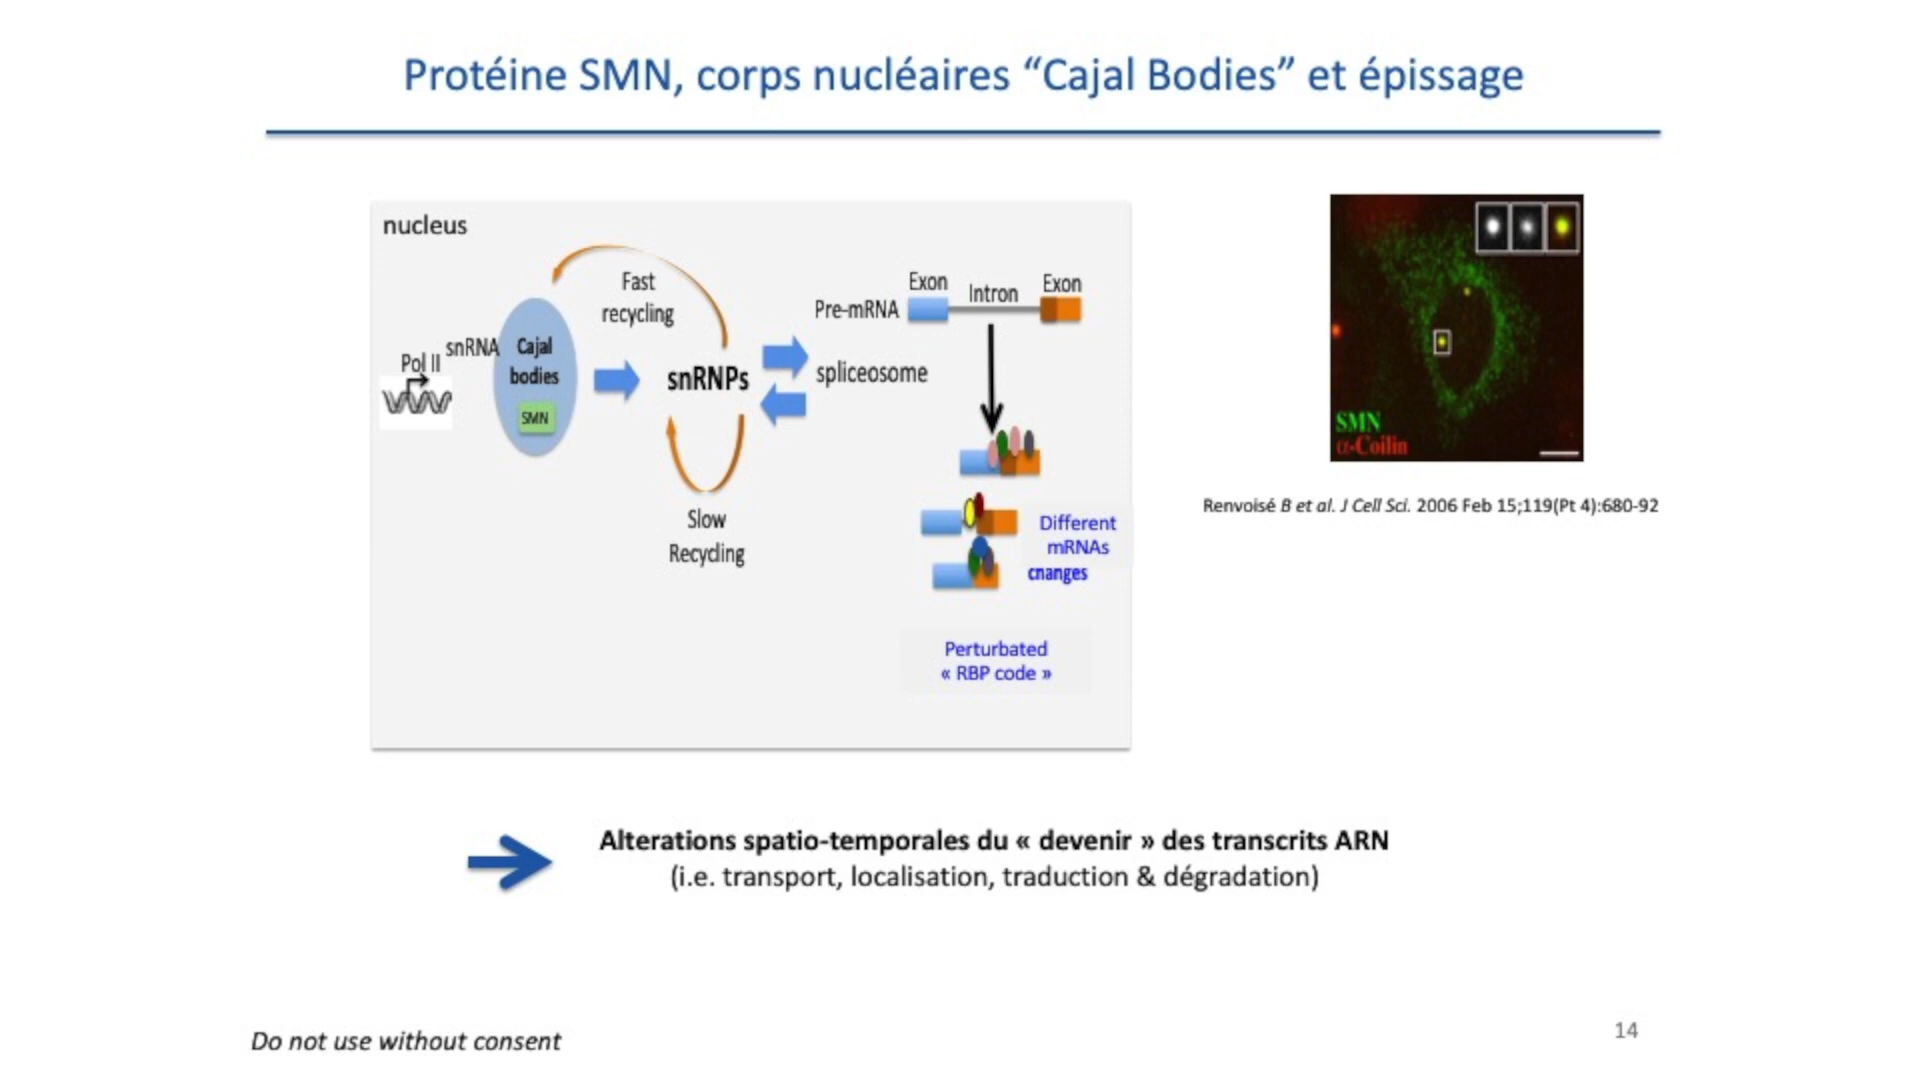 Protéine SMN, corps nucléaires “Cajal Bodies” et épissage
nucleus
Fast
recycling
Exon
Intron
Exon
Pre-mRNA
Pol II
snRNA
Cajal
bodies
SMN
snRNPs
spliceosome
Slow
Recycling
Different
mRNAs
cnanges
Perturbated
« RBP code »
SMN
α-Coilin
Renvoisé B et al. J Cell Sci. 2006 Feb 15;119(Pt 4):680-92
Alterations spatio-temporales du « devenir » des transcrits ARN
(i.e. transport, localisation, traduction & dégradation)
Do not use without consent
14